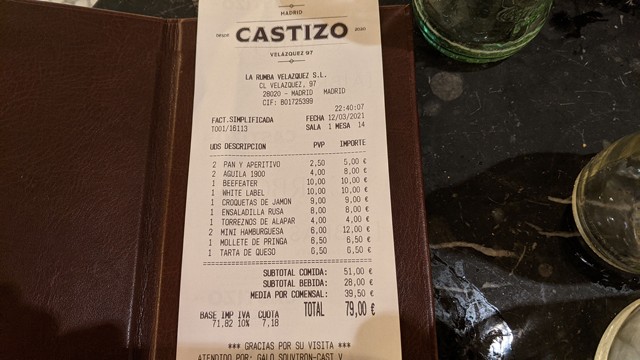 MADRID
CASTIZO
VELÁZQUEZ 97
LA RUMBA VELAZQUEZ S.L.
CL VELAZQUEZ, 97
28020 - MADRID MADRID
CIF: B01725399
22:40:07
FACT.SIMPLIFICADA FECHA 12/03/2021
T001/16113 SALA 1 MESA 14
UDS DESCRIPCION PVP IMPORTE
2 PAN Y APERITIVO 2,50 5,00 €
2 AGUILA 1900 4,00 8,00 €
1 BEEFEATER 10,00 10,00 €
1 WHITE LABEL 10,00 10,00 €
1 CROQUETAS DE JAMON 9,00 9,00 €
1 ENSALADILLA RUSA 8,00 8,00 €
1 TORREZNOS DE ALAPAR 4,00 4,00 €
2 MINI HAMBURGUESA 6,00 12,00 €
1 MOLLETE DE PRINGA 6,50 6,50 €
1 TARTA DE QUESO 6,50 6,50 €
SUBTOTAL COMIDA: 51,00 €
SUBTOTAL BEBIDA: 28,00 €
MEDIA POR COMENSAL: 39,50 €
TOTAL 79,00 €
BASE IMP IVA CUOTA
71,82 10% 7,18
*** GRACIAS POR SU VISITA ***
ATENDIDO POR: GALO SOUVIRON-CAST V